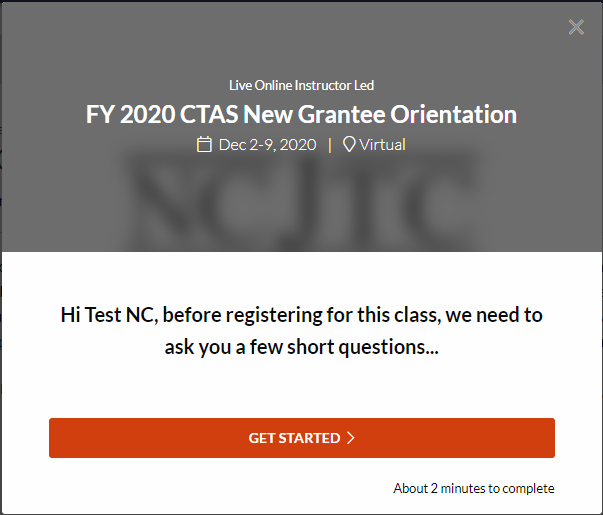 Live Online Instructor Led
FY 2020 CTAS New Grantee Orientation
Dec 2-9, 2020 | Virtual
NCJTC
Hi Test NC, before registering for this class, we need to
ask you a few short questions...
GET STARTED
About 2 minutes to complete